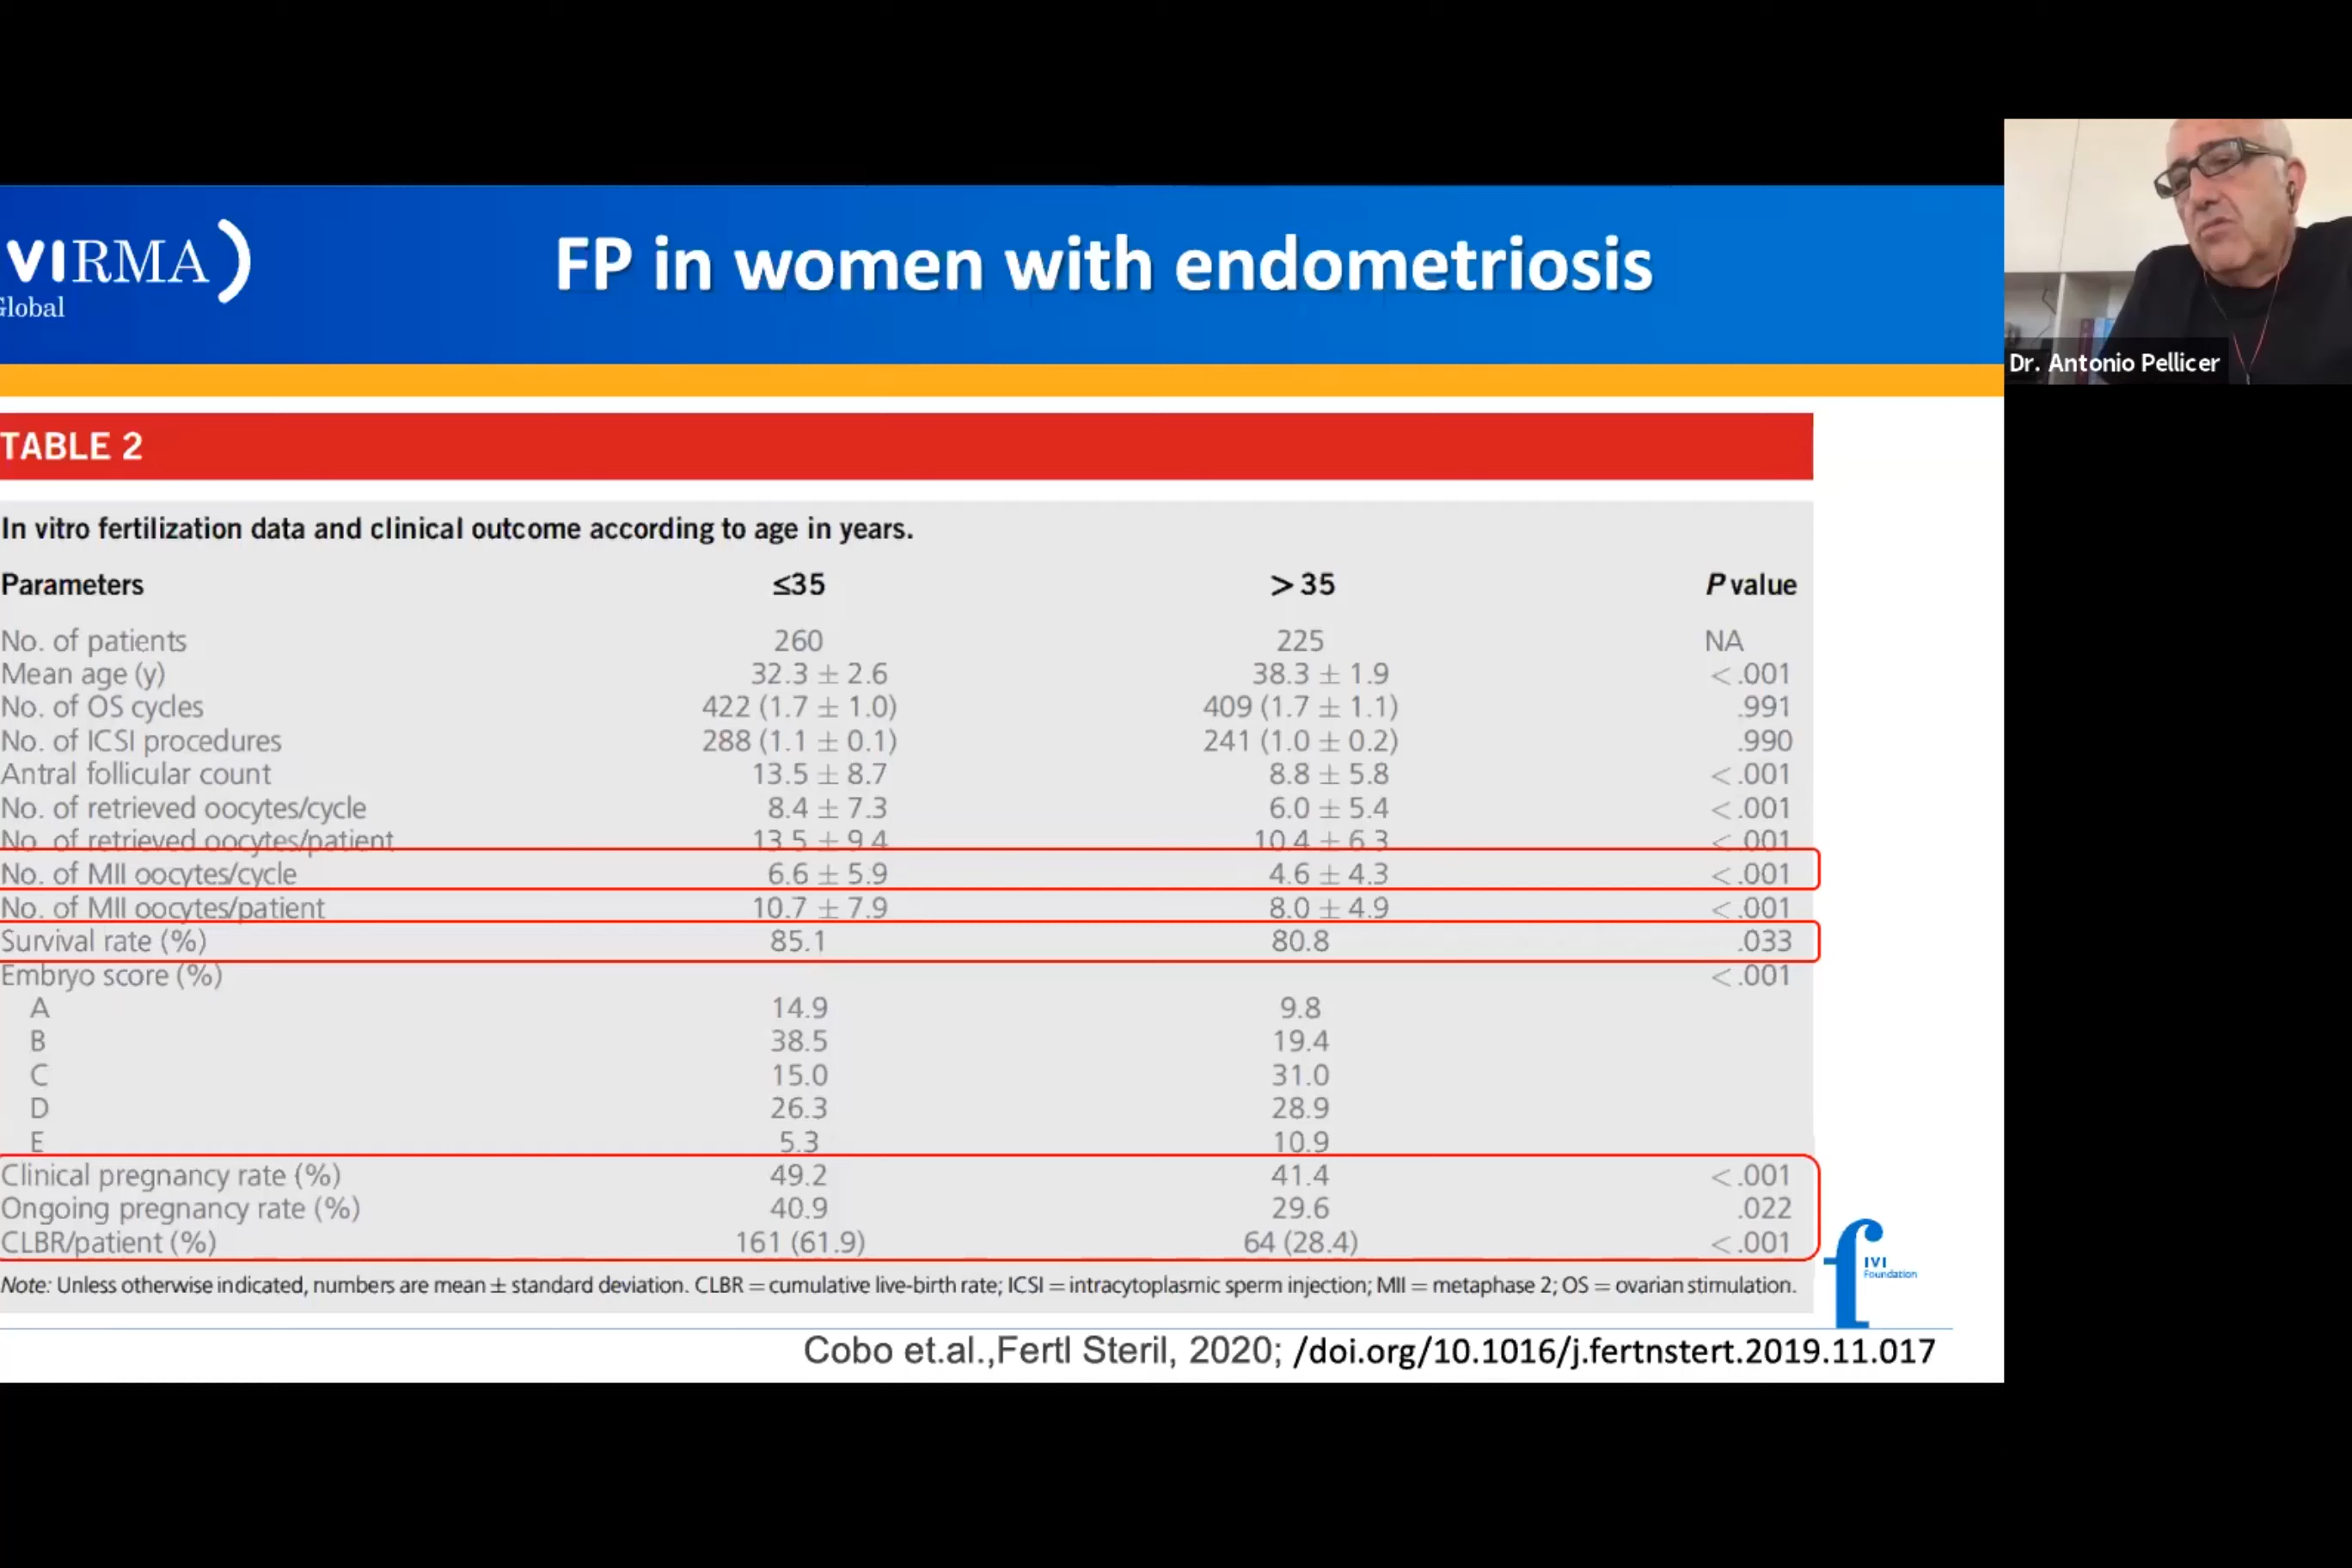 VIRMA
Global
FP in women with endometriosis
Dr. Antonio Pellicer
TABLE 2
In vitro fertilization data and clinical outcome according to age in years.
Parameters ≤35 > 35 P value
No. of patients 260 225 NA
Mean age (y) 32.3 ± 2.6 38.3 ± 1.9 < .001
No. of OS cycles 422 (1.7 ± 1.0) 409 (1.7 ± 1.1) .991
No. of ICSI procedures 288 (1.1 ± 0.1) 241 (1.0 ± 0.2) .990
Antral follicular count 13.5 ± 8.7 8.8 ± 5.8 < .001
No. of retrieved oocytes/cycle 8.4 ± 7.3 6.0 ± 5.4 < .001
No. of retrieved oocytes/patient 13.5 ± 9.4 10.4 ± 6.3 < .001
No. of MII oocytes/cycle 6.6 ± 5.9 4.6 ± 4.3 < .001
No. of MII oocytes/patient 10.7 ± 7.9 8.0 ± 4.9 < .001
Survival rate (%) 85.1 80.8 .033
Embryo score (%) < .001
A 14.9 9.8
B 38.5 19.4
C 15.0 31.0
D 26.3 28.9
E 5.3 10.9
Clinical pregnancy rate (%) 49.2 41.4 < .001
Ongoing pregnancy rate (%) 40.9 29.6 .022
CLBR/patient (%) 161 (61.9) 64 (28.4) < .001
Note: Unless otherwise indicated, numbers are mean ± standard deviation. CLBR = cumulative live-birth rate; ICSI = intracytoplasmic sperm injection; MII = metaphase 2; OS = ovarian stimulation.
f IVI
Foundation
Cobo et.al.,Fertl Steril, 2020; /doi.org/10.1016/j.fertnstert.2019.11.017